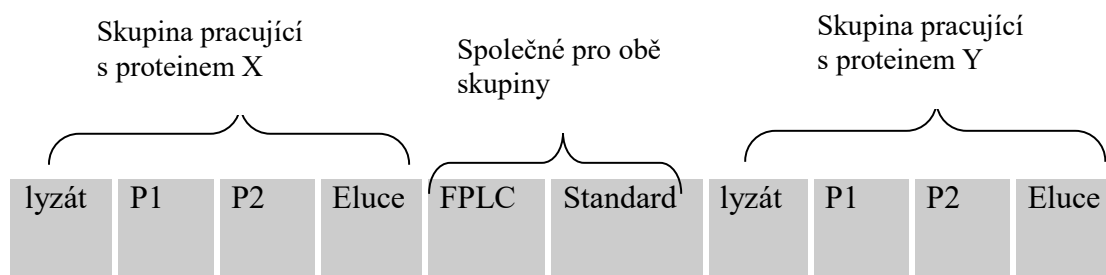 Skupina pracující
s proteinem X
Společné pro obě
skupiny
Skupina pracující
s proteinem Y
lyzát P1 P2 Eluce FPLC Standard lyzát P1 P2 Eluce